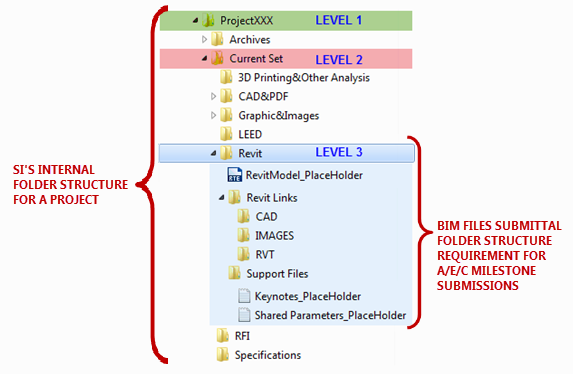 ProjectXXX LEVEL 1
Archives
Current Set LEVEL 2
3D Printing&Other Analysis
CAD&PDF
Graphic&Images
LEED
Revit LEVEL 3
RTE RevitModel_PlaceHolder
Revit Links
CAD
IMAGES
RVT
Support Files
Keynotes_PlaceHolder
Shared Parameters_PlaceHolder
RFI
Specifications
SI'S INTERNAL
FOLDER STRUCTURE
FOR A PROJECT
BIM FILES SUBMITTAL
FOLDER STRUCTURE
REQUIREMENT FOR
A/E/C MILESTONE
SUBMISSIONS